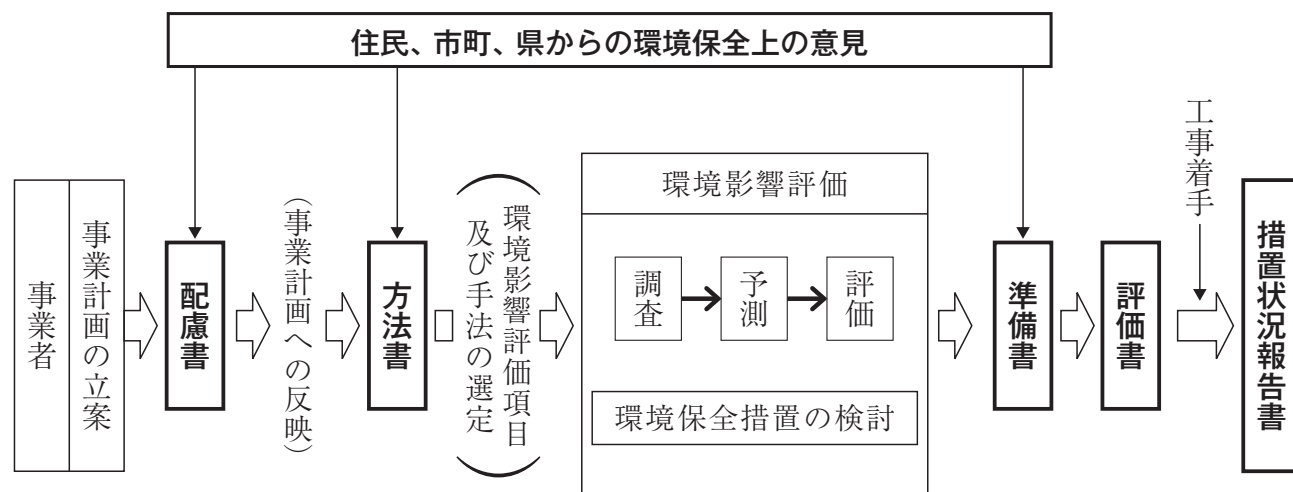 住民、市町、県からの環境保全上の意見
事業者
事業計画の立案
配慮書
(事業計画への反映)
方法書
(環境影響評価項目
及び手法の選定)
環境影響評価
調査
予測
評価
環境保全措置の検討
準備書
評価書
工事着手
措置状況報告書